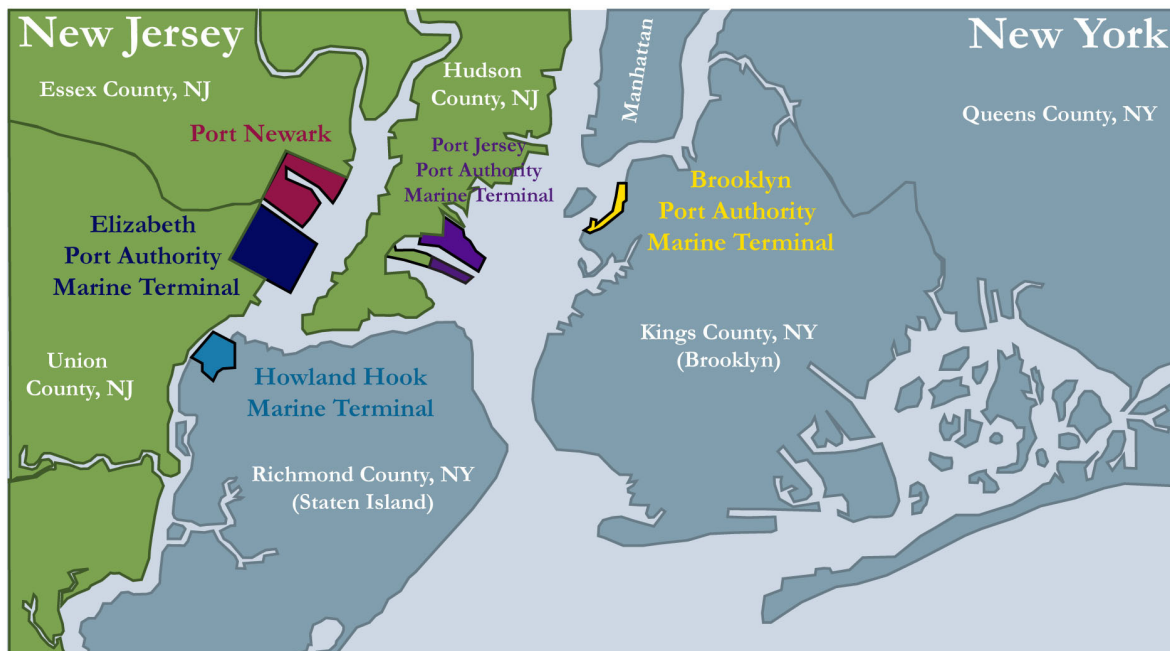 New Jersey
New York
Essex County, NJ
Hudson
County, NJ
Manhattan
Queens County, NY
Port Newark
Port Jersey
Port Authority
Marine Terminal
Brooklyn
Port Authority
Marine Terminal
Elizabeth
Port Authority
Marine Terminal
Kings County, NY
(Brooklyn)
Union
County, NJ
Howland Hook
Marine Terminal
Richmond County, NY
(Staten Island)